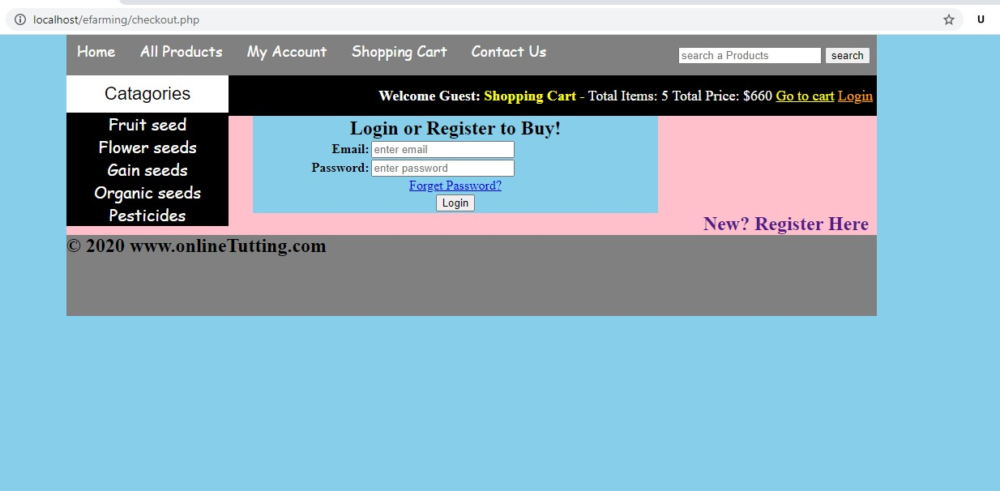 localhost/efarming/checkout.php U
Home All Products My Account Shopping Cart Contact Us search a Products search
Catagories
Welcome Guest: Shopping Cart - Total Items: 5 Total Price: $660 Go to cart Login
Fruit seed
Flower seeds
Gain seeds
Organic seeds
Pesticides
Login or Register to Buy!
Email: enter email
Password: enter password
Forget Password?
Login
New? Register Here
© 2020 www.onlineTutting.com